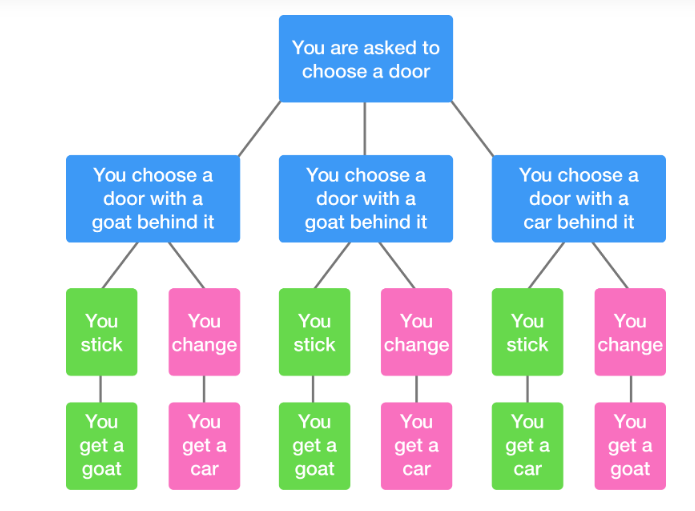 You are asked to
choose a door
You choose a
door with a
goat behind it
You choose a
door with a
goat behind it
You choose a
door with a
car behind it
You
stick
You
change
You
stick
You
change
You
stick
You
change
You
get a
goat
You
get a
car
You
get a
goat
You
get a
car
You
get a
car
You
get a
goat